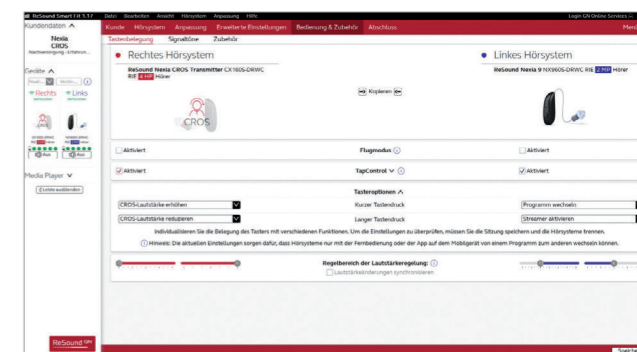 ReSound Smart Fit 1.17
Datei Bearbeiten Ansicht Hörsystem Anpassung Hilfe
Login GN Online Services
Kundendaten
Kunde Hörsystem Anpassung Erweiterte Einstellungen Bedienung & Zubehör Abschluss
Menü
Tastenbelegung Signaltöne Zubehör
Nexia
CROS
Rechtes Hörsystem
Linkes Hörsystem
ReSound Nexia CROS Transmitter CX160S-DRWC
RIE 4 HP Hörer
ReSound Nexia 9 NX960S-DRWC RIE 2 MP Hörer
Geräte
Rechts Links
Kopieren
CROS
Aktiviert Flugmodus Aktiviert
Aktiviert TapControl Aktiviert
Media Player
Leiste ausblenden
Tasteroptionen
CROS-Lautstärke erhöhen Kurzer Tastendruck Programm wechseln
CROS-Lautstärke reduzieren Langer Tastendruck Streamer aktivieren
Individualisieren Sie die Belegung des Tasters mit verschiedenen Funktionen. Um die Einstellungen zu überprüfen, müssen Sie die Sitzung speichern und die Hörsysteme trennen.
Hinweis: Die aktuellen Einstellungen sorgen dafür, dass Hörsysteme nur mit der Fernbedienung oder der App auf dem Mobilgerät von einem Programm zum anderen wechseln können.
Regelbereich der Lautstärkeregelung:
Lautstärkeänderungen synchronisieren
ReSound GN